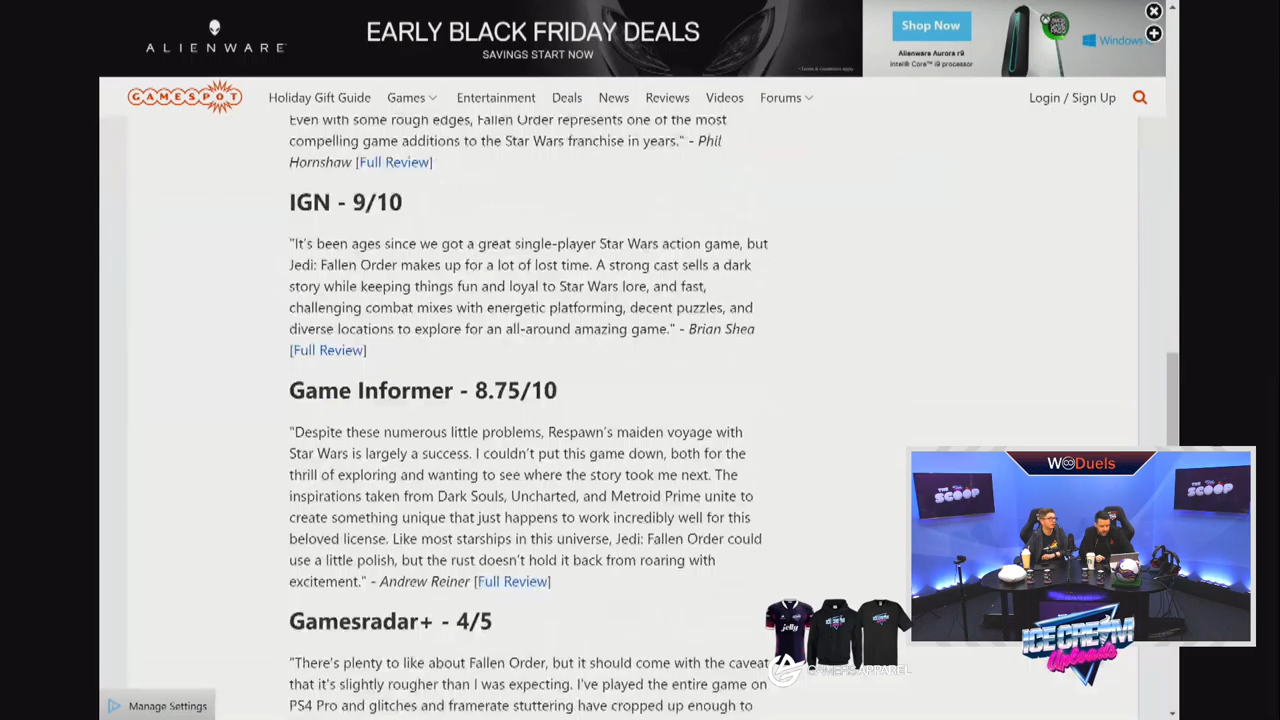 ALIENWARE
EARLY BLACK FRIDAY DEALS
SAVINGS START NOW
Shop Now
Alienware Aurora r9
Intel® Core™ i9 processor
Windows
GAMESPOT
Holiday Gift Guide Games Entertainment Deals News Reviews Videos Forums Login / Sign Up
Even with some rough edges, Fallen Order represents one of the most
compelling game additions to the Star Wars franchise in years." - Phil
Hornshaw [Full Review]
IGN - 9/10
"It's been ages since we got a great single-player Star Wars action game, but
Jedi: Fallen Order makes up for a lot of lost time. A strong cast sells a dark
story while keeping things fun and loyal to Star Wars lore, and fast,
challenging combat mixes with energetic platforming, decent puzzles, and
diverse locations to explore for an all-around amazing game." - Brian Shea
[Full Review]
Game Informer - 8.75/10
"Despite these numerous little problems, Respawn's maiden voyage with
Star Wars is largely a success. I couldn't put this game down, both for the
thrill of exploring and wanting to see where the story took me next. The
inspirations taken from Dark Souls, Uncharted, and Metroid Prime unite to
create something unique that just happens to work incredibly well for this
beloved license. Like most starships in this universe, Jedi: Fallen Order could
use a little polish, but the rust doesn't hold it back from roaring with
excitement." - Andrew Reiner [Full Review]
Gamesradar+ - 4/5
"There's plenty to like about Fallen Order, but it should come with the caveat
that it's slightly rougher than I was expecting. I've played the entire game on
PS4 Pro and glitches and framerate stuttering have cropped up enough to
Manage Settings
W∞Duels
THE
SCOOP
THE
SCOOP
jelly
GAMERS APPAREL
ICE CREAM
Uploads